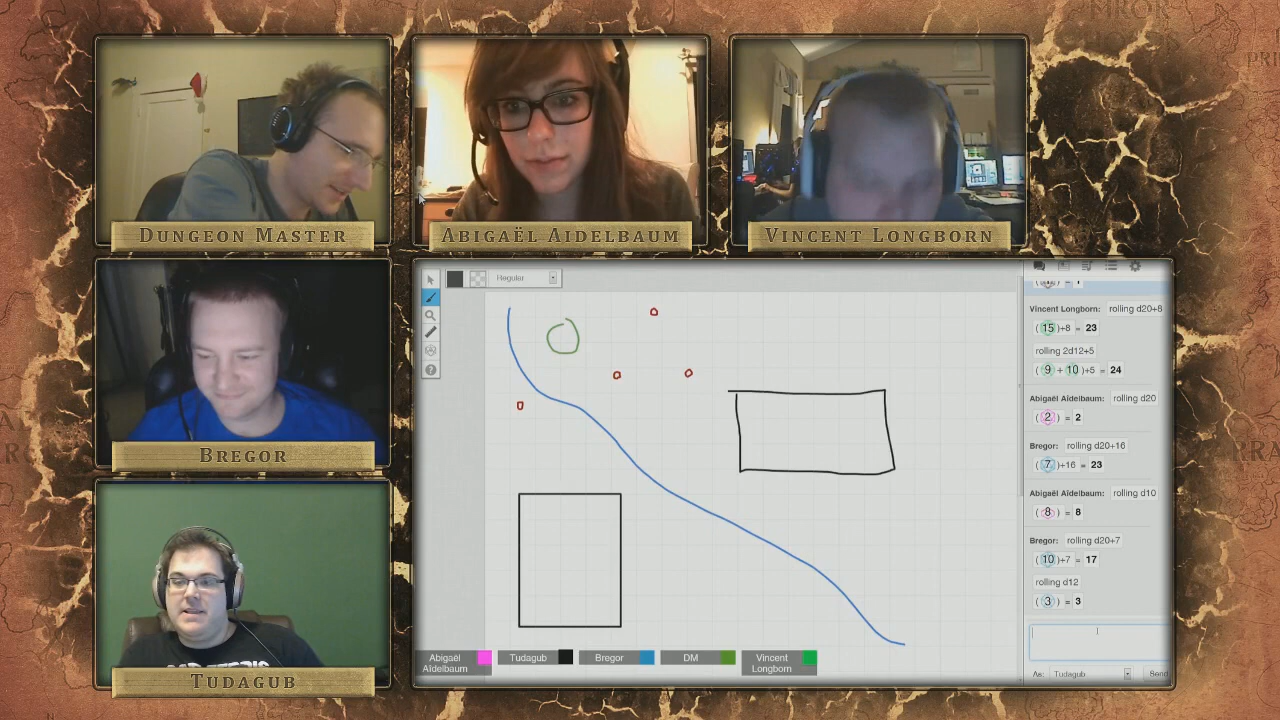 DUNGEON MASTER
ABIGAËL AIDELBAUM
VINCENT LONGBORN
BREGOR
TUDAGUB
Regular
Vincent Longborn: rolling d20+8
(15)+8 = 23
rolling 2d12+5
(9+10)+5 = 24
Abigaël Aidelbaum: rolling d20
(2) = 2
Bregor: rolling d20+16
(7)+16 = 23
Abigaël Aidelbaum: rolling d10
(8) = 8
Bregor: rolling d20+7
(10)+7 = 17
rolling d12
(3) = 3
As: Tudagub
Send
Abigaël
Aidelbaum
Tudagub
Bregor
DM
Vincent
Longborn